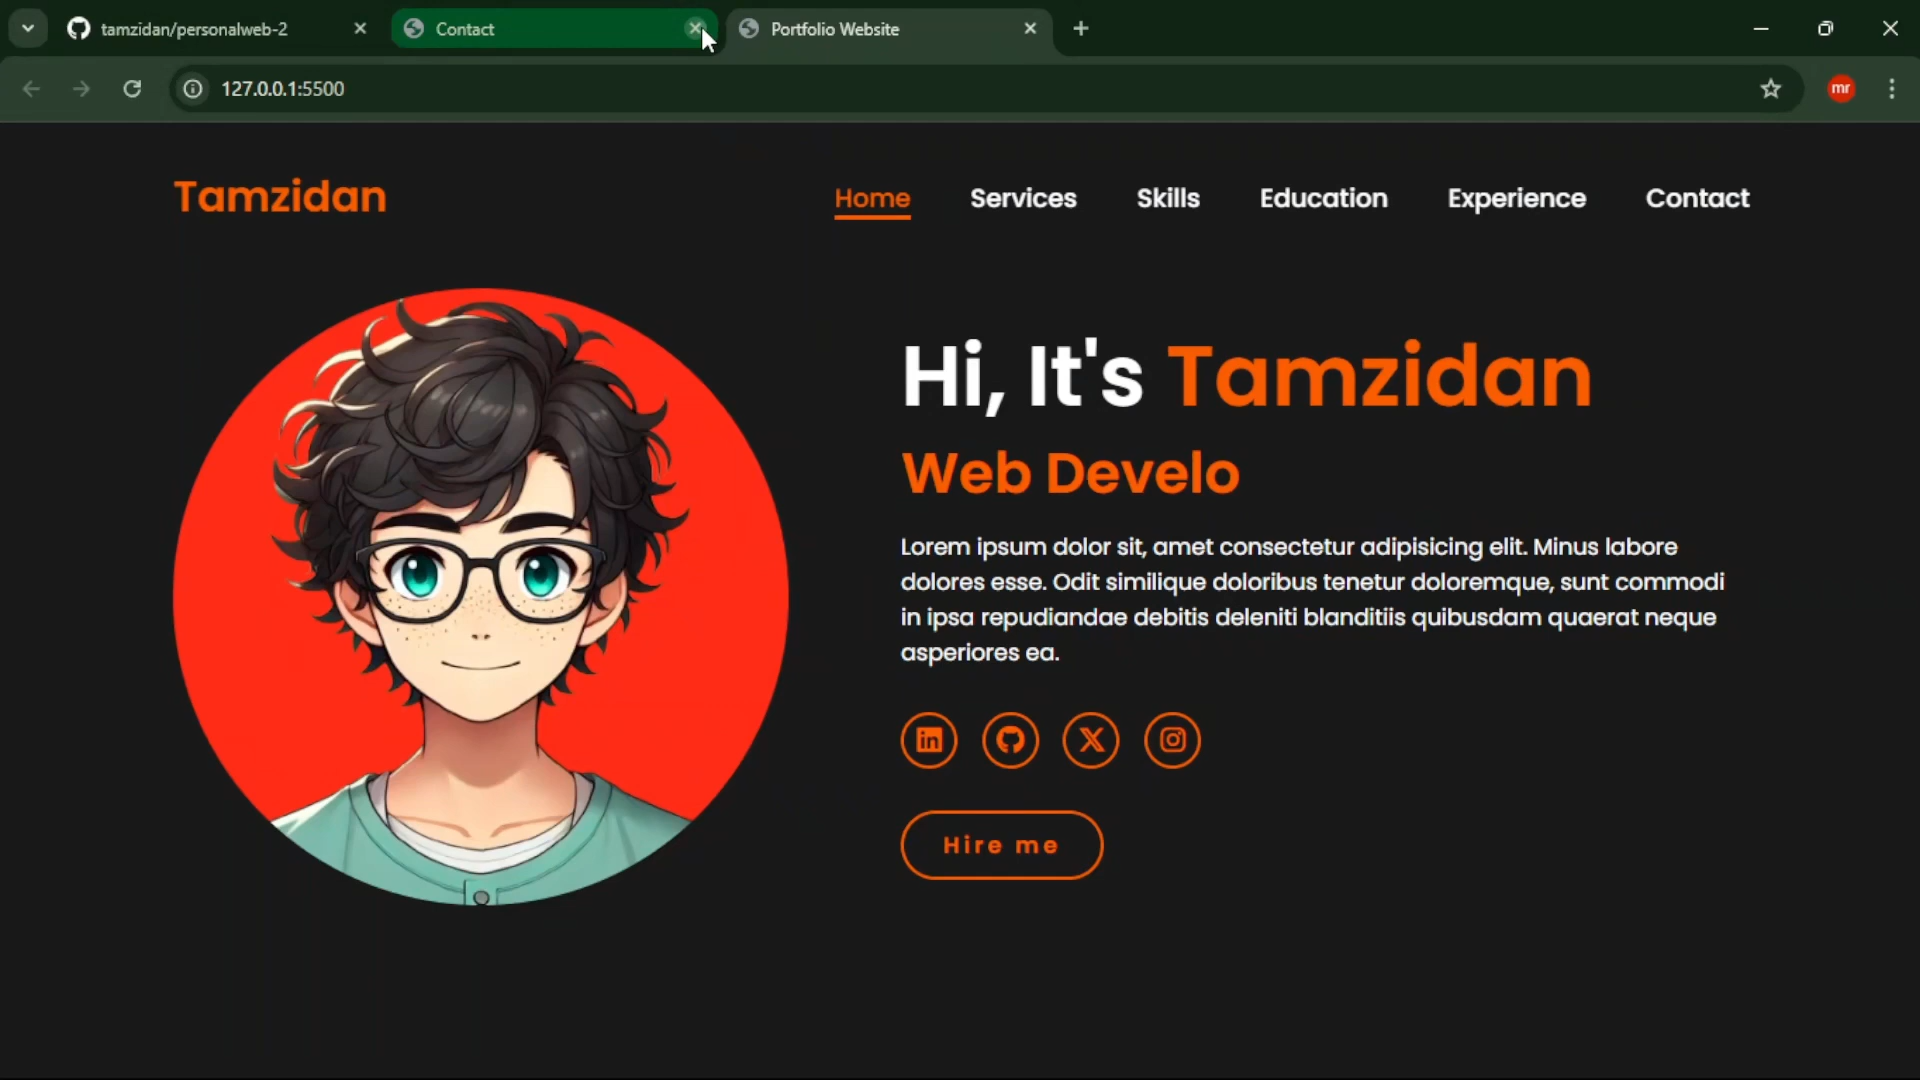 tamzidan/personalweb-2
Contact
Portfolio Website
127.0.0.1:5500
mr
Tamzidan
Home
Services
Skills
Education
Experience
Contact
Hi, It's Tamzidan
Web Develo
Lorem ipsum dolor sit, amet consectetur adipisicing elit. Minus labore
dolores esse. Odit similique doloribus tenetur doloremque, sunt commodi
in ipsa repudiandae debitis deleniti blanditiis quibusdam quaerat neque
asperiores ea.
in
X
Hire me